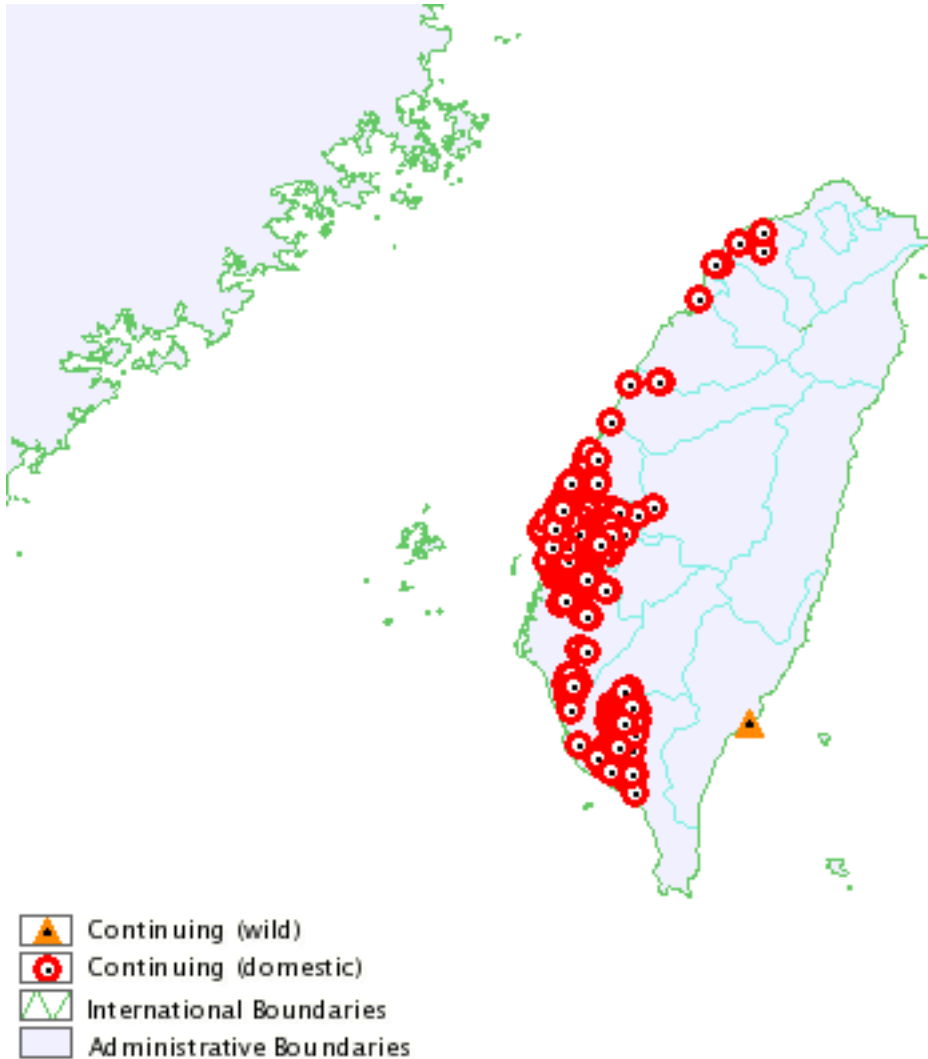 Continuing (wild)
Continuing (domestic)
International Boundaries
Administrative Boundaries